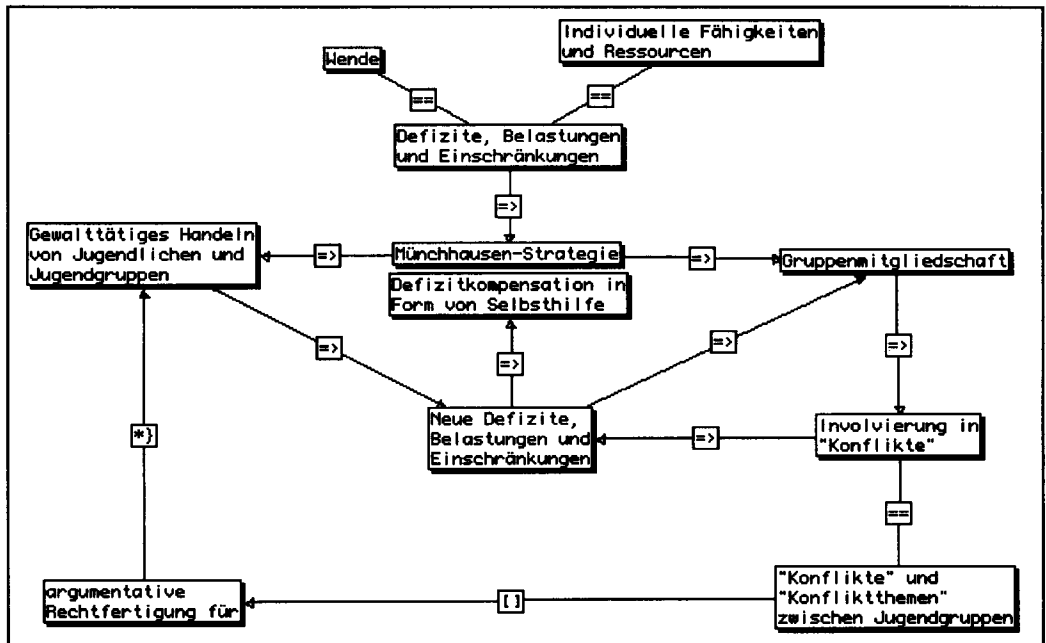 Individuelle Fähigkeiten
und Ressourcen
Wende
==
==
Defizite, Belastungen
und Einschränkungen
=>
Gewalttätiges Handeln
von Jugendlichen und
Jugendgruppen
=>
Münchhausen-Strategie
=>
Gruppenmitgliedschaft
Defizitkompensation in
Form von Selbsthilfe
=>
=>
=>
=>
Neue Defizite,
Belastungen und
Einschränkungen
=>
Involvierung in
"Konflikte"
*}
==
argumentative
Rechtfertigung für
[]
"Konflikte" und
"Konfliktthemen"
zwischen Jugendgruppen